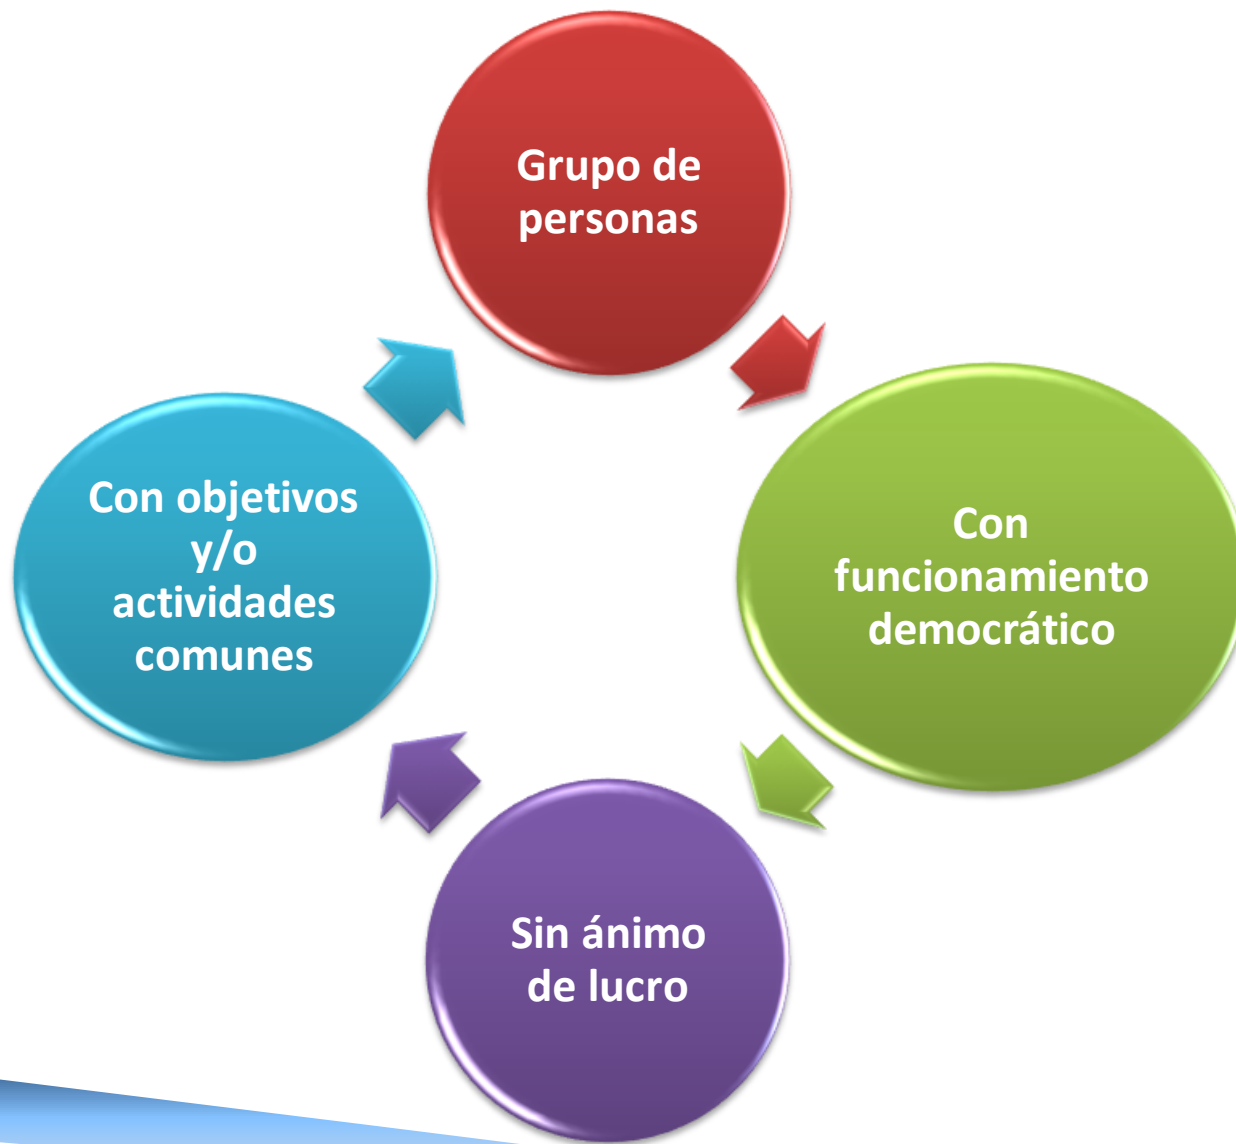 Grupo de
personas
Con
funcionamiento
democrático
Sin ánimo
de lucro
Con objetivos
y/o
actividades
comunes